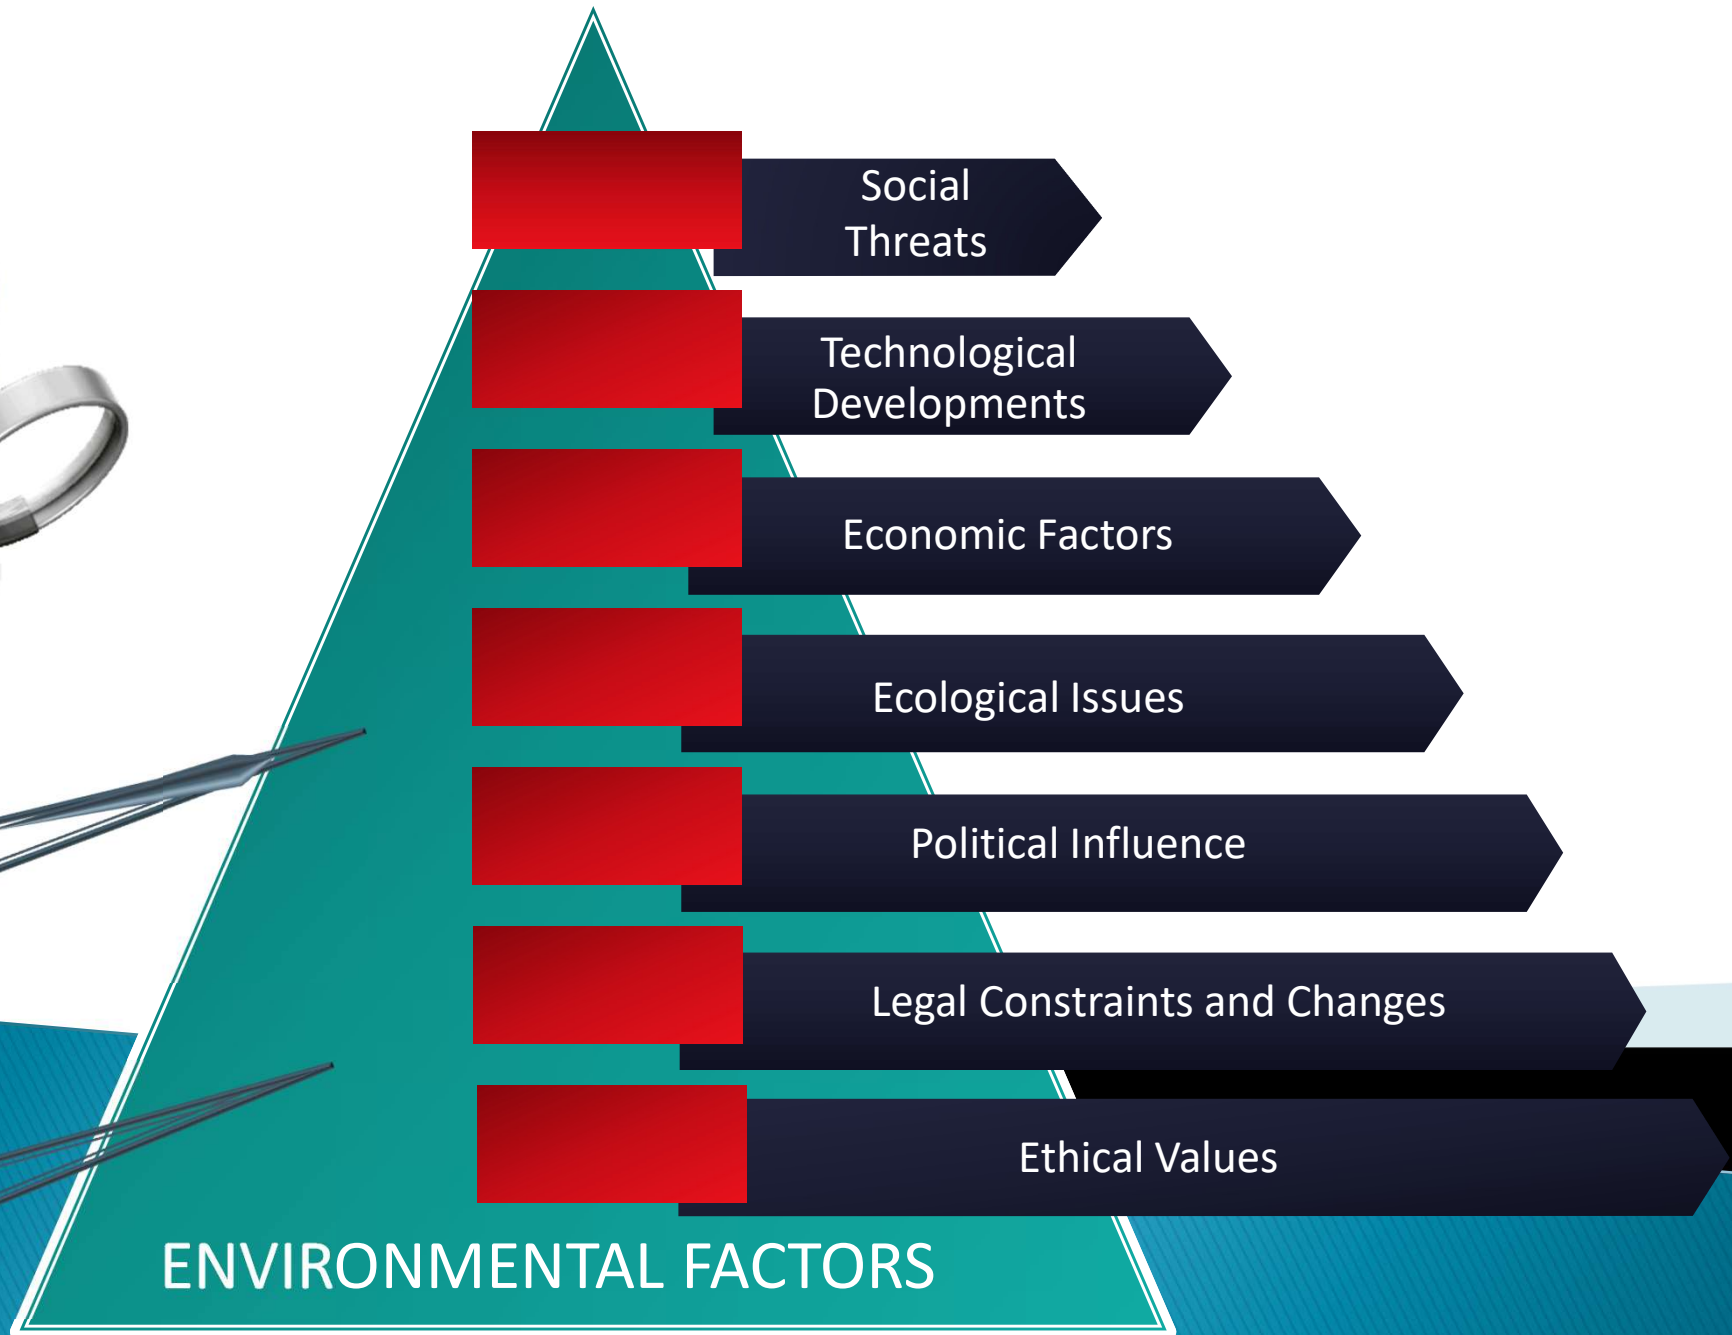 Social
Threats
Technological
Developments
Economic Factors
Ecological Issues
Political Influence
Legal Constraints and Changes
Ethical Values
ENVIRONMENTAL FACTORS